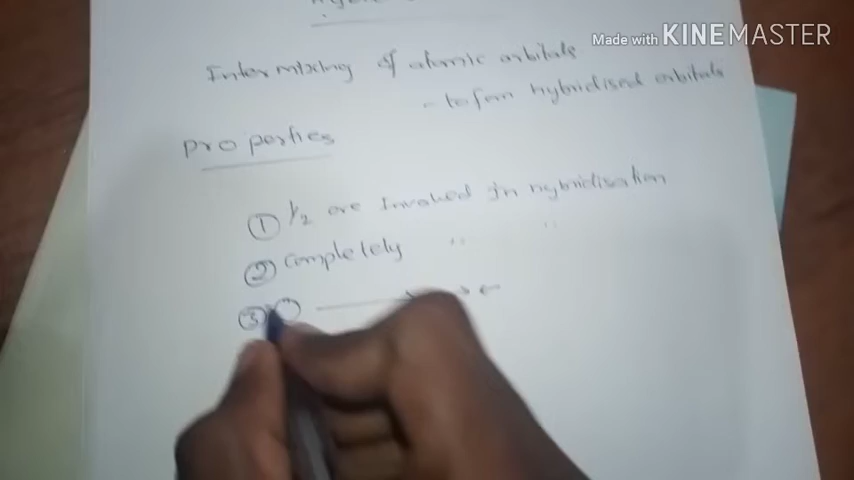 Made with KINEMASTER
Inter mixing of atomic orbitals
- to form hybridised orbitals
Properties
① 1/2 are Involved in hybridisation
② Completely " "
③